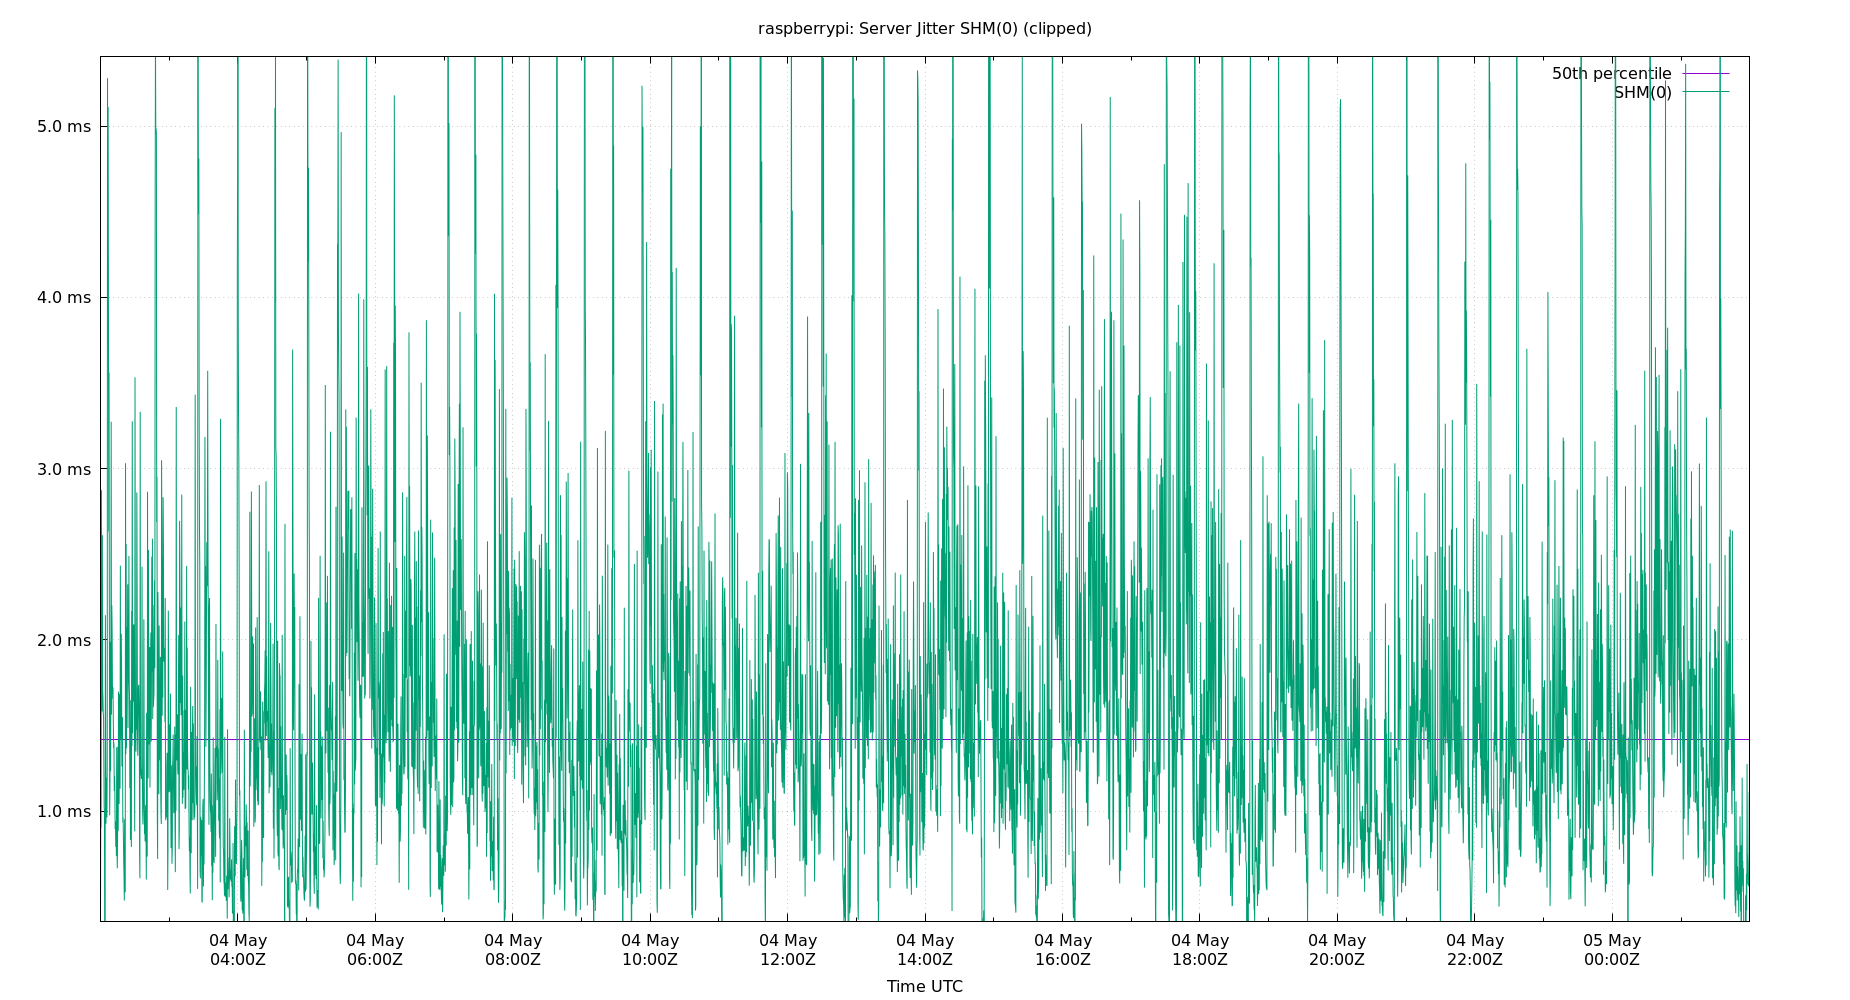 raspberrypi: Server Jitter SHM(0) (clipped)
50th percentile
SHM(0)
5.0 ms
4.0 ms
3.0 ms
2.0 ms
1.0 ms
04 May 04 May 04 May 04 May 04 May 04 May 04 May 04 May 04 May 04 May 05 May
04:00Z 06:00Z 08:00Z 10:00Z 12:00Z 14:00Z 16:00Z 18:00Z 20:00Z 22:00Z 00:00Z
Time UTC